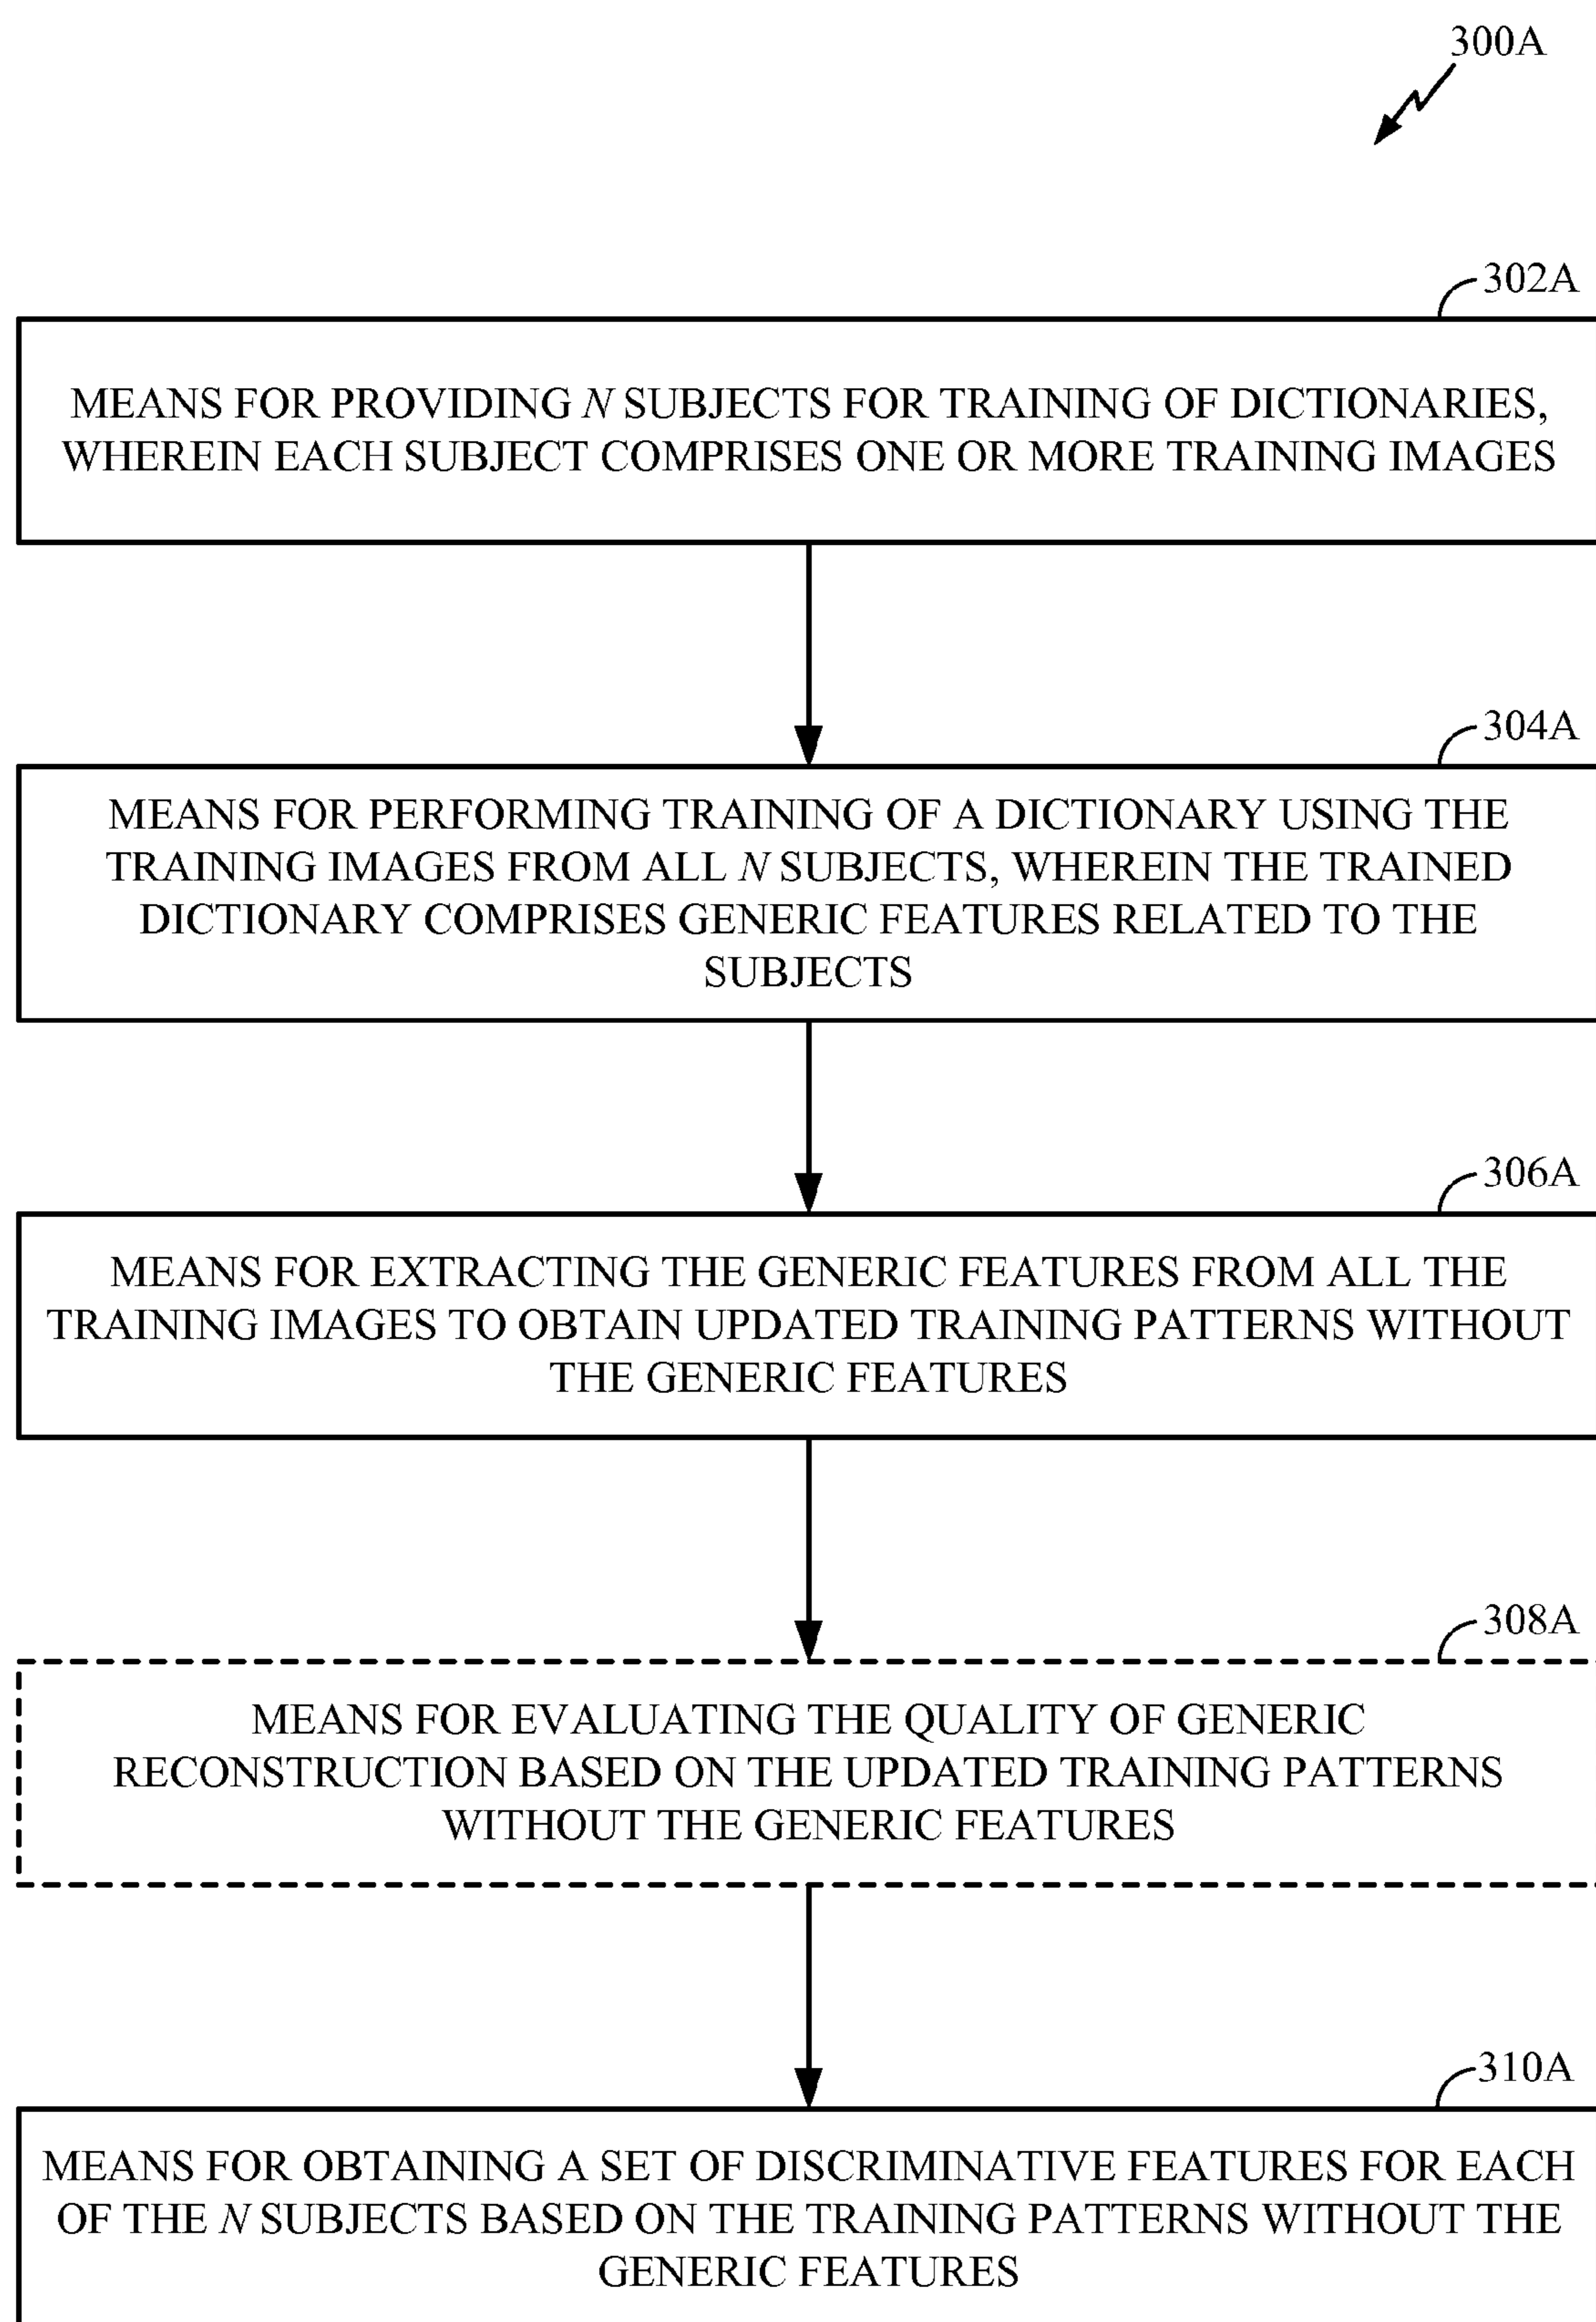 300A
302A
MEANS FOR PROVIDING N SUBJECTS FOR TRAINING OF DICTIONARIES,
WHEREIN EACH SUBJECT COMPRISES ONE OR MORE TRAINING IMAGES
304A
MEANS FOR PERFORMING TRAINING OF A DICTIONARY USING THE
TRAINING IMAGES FROM ALL N SUBJECTS, WHEREIN THE TRAINED
DICTIONARY COMPRISES GENERIC FEATURES RELATED TO THE
SUBJECTS
306A
MEANS FOR EXTRACTING THE GENERIC FEATURES FROM ALL THE
TRAINING IMAGES TO OBTAIN UPDATED TRAINING PATTERNS WITHOUT
THE GENERIC FEATURES
308A
MEANS FOR EVALUATING THE QUALITY OF GENERIC
RECONSTRUCTION BASED ON THE UPDATED TRAINING PATTERNS
WITHOUT THE GENERIC FEATURES
310A
MEANS FOR OBTAINING A SET OF DISCRIMINATIVE FEATURES FOR EACH
OF THE N SUBJECTS BASED ON THE TRAINING PATTERNS WITHOUT THE
GENERIC FEATURES